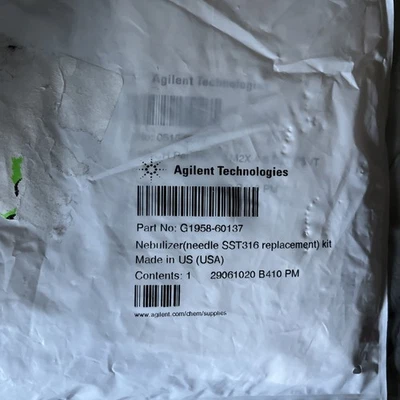 Agilent Technologies
Agilent Technologies
Part No: G1958-60137
Nebulizer(needle SST316 replacement) kit
Made in US (USA)
Contents: 1 29061020 B410 PM
www.agilent.com/chem/supplies